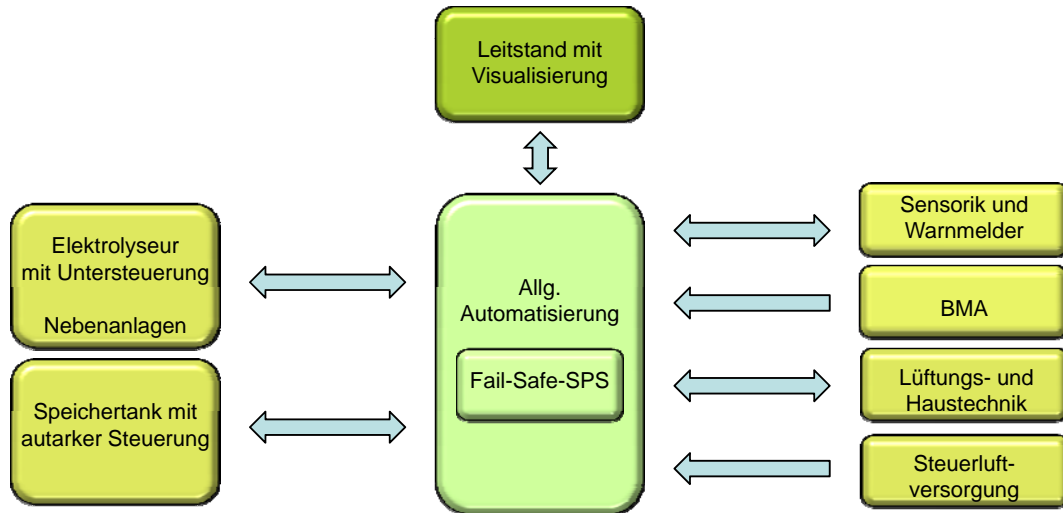 Leitstand mit
Visualisierung
Elektrolyseur
mit Untersteuerung
Nebenanlagen
Speichertank mit
autarker Steuerung
Allg.
Automatisierung
Fail-Safe-SPS
Sensorik und
Warnmelder
BMA
Lüftungs- und
Haustechnik
Steuerluft-
versorgung